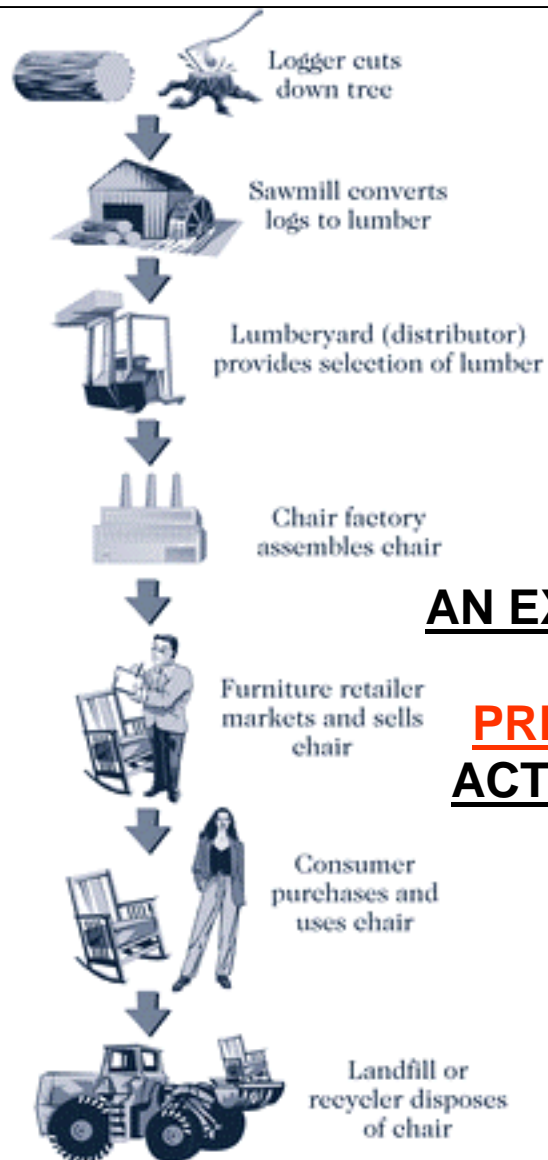 Logger cuts
down tree
Sawmill converts
logs to lumber
Lumberyard (distributor)
provides selection of lumber
Chair factory
assembles chair
AN EX
Furniture retailer
markets and sells
chair
PRI
ACT
Consumer
purchases and
uses chair
Landfill or
recycler disposes
of chair